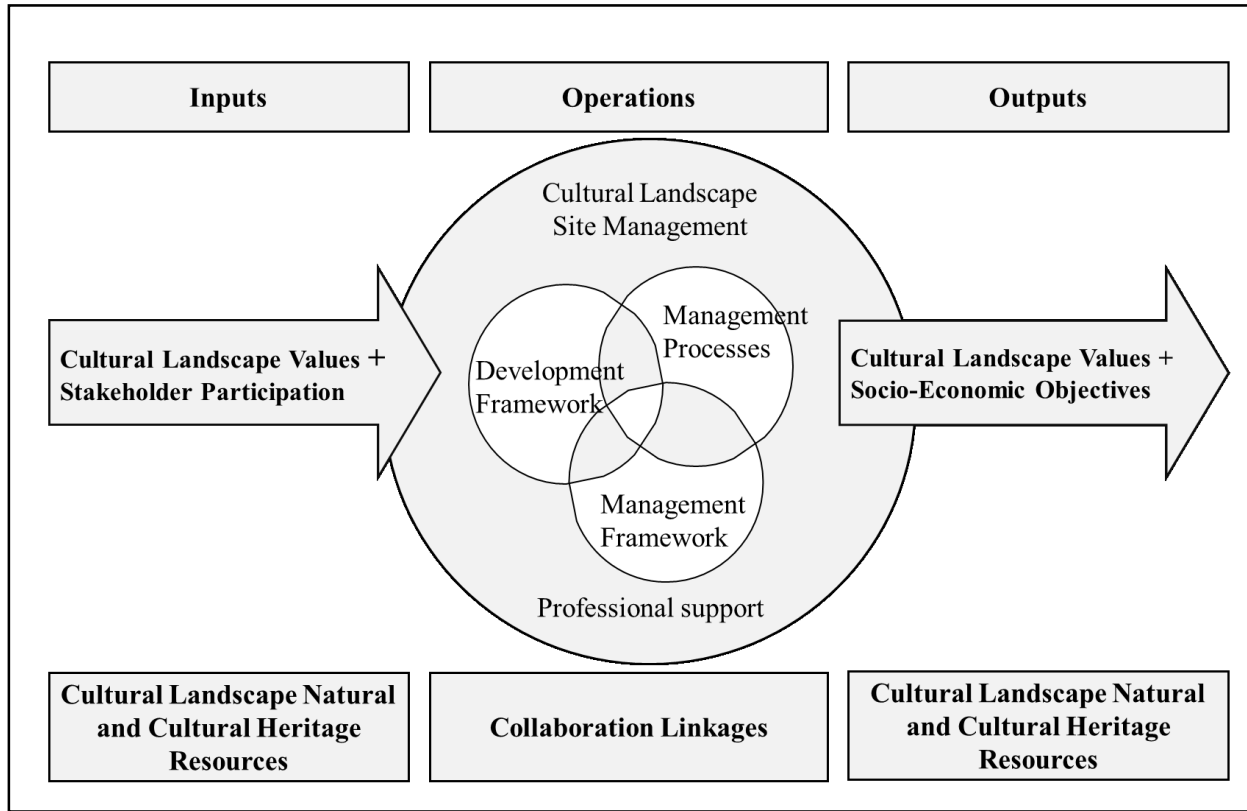 Inputs
Operations
Outputs
Cultural Landscape
Site Management
Cultural Landscape Values +
Stakeholder Participation
Development
Framework
Management
Processes
Management
Framework
Professional support
Cultural Landscape Values +
Socio-Economic Objectives
Cultural Landscape Natural
and Cultural Heritage
Resources
Collaboration Linkages
Cultural Landscape Natural
and Cultural Heritage
Resources